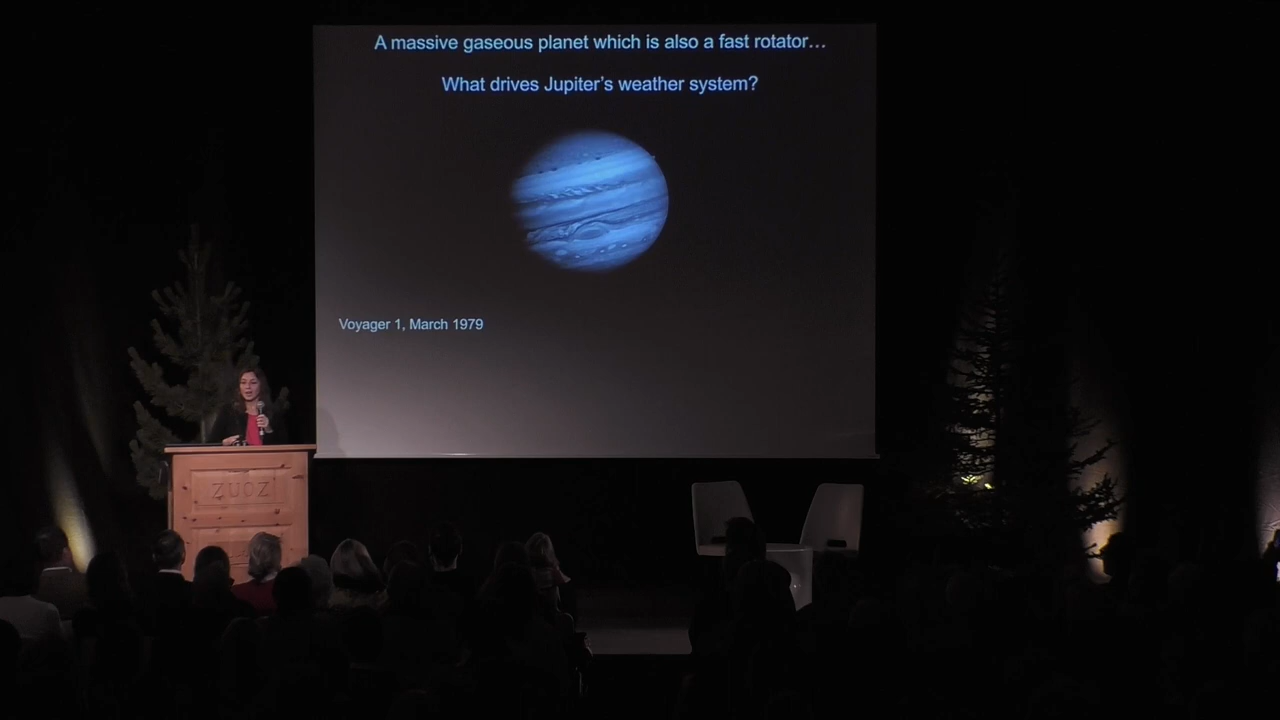 A massive gaseous planet which is also a fast rotator…
What drives Jupiter's weather system?
Voyager 1, March 1979
ZUOZ